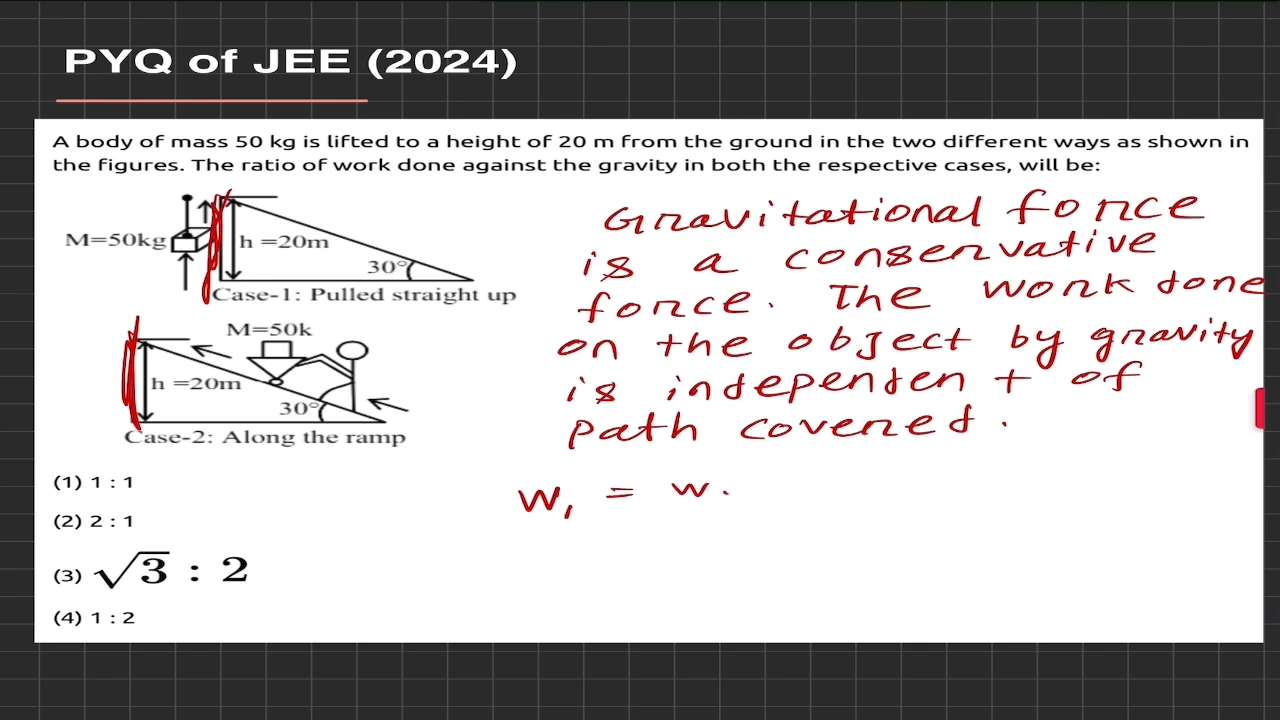 PYQ of JEE (2024)
A body of mass 50 kg is lifted to a height of 20 m from the ground in the two different ways as shown in
the figures. The ratio of work done against the gravity in both the respective cases, will be:
M=50kg
h =20m
30°
Case-1: Pulled straight up
M=50k
h =20m
30°
Case-2: Along the ramp
(1) 1 : 1
(2) 2 : 1
(3) √3 : 2
(4) 1 : 2
Gravitational force
is a conservative
force. The work done
on the object by gravity
is independent of
path covered.
W₁ = W.